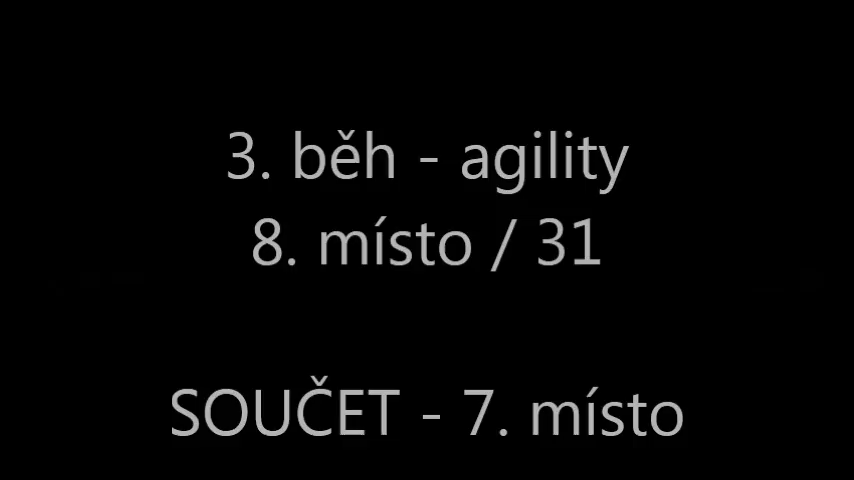 3. běh - agility
8. místo / 31
SOUČET - 7. místo